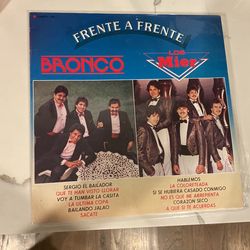 FRENTE A FRENTE
BRONCO
LOS
Mier
SERGIO EL BAILADOR
QUE TE HAN VISTO LLORAR
VOY A TUMBAR LA CASITA
LA ULTIMA COPA
BAILANDO JALAO
SACATE
HABLEMOS
LA COLORETEADA
SI SE HUBIERA CASADO CONMIGO
NO ES QUE ME ARREPIENTA
CORAZON SECO
A QUE SI TE ACUERDAS